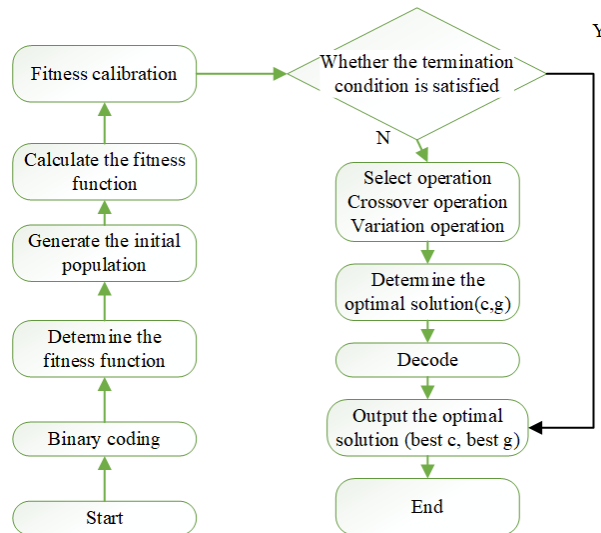 Y
Whether the termination
condition is satisfied
Fitness calibration
N
Calculate the fitness
function
Select operation
Crossover operation
Variation operation
Generate the initial
population
Determine the
optimal solution(c,g)
Determine the
fitness function
Decode
Output the optimal
solution (best c, best g)
Binary coding
End
Start